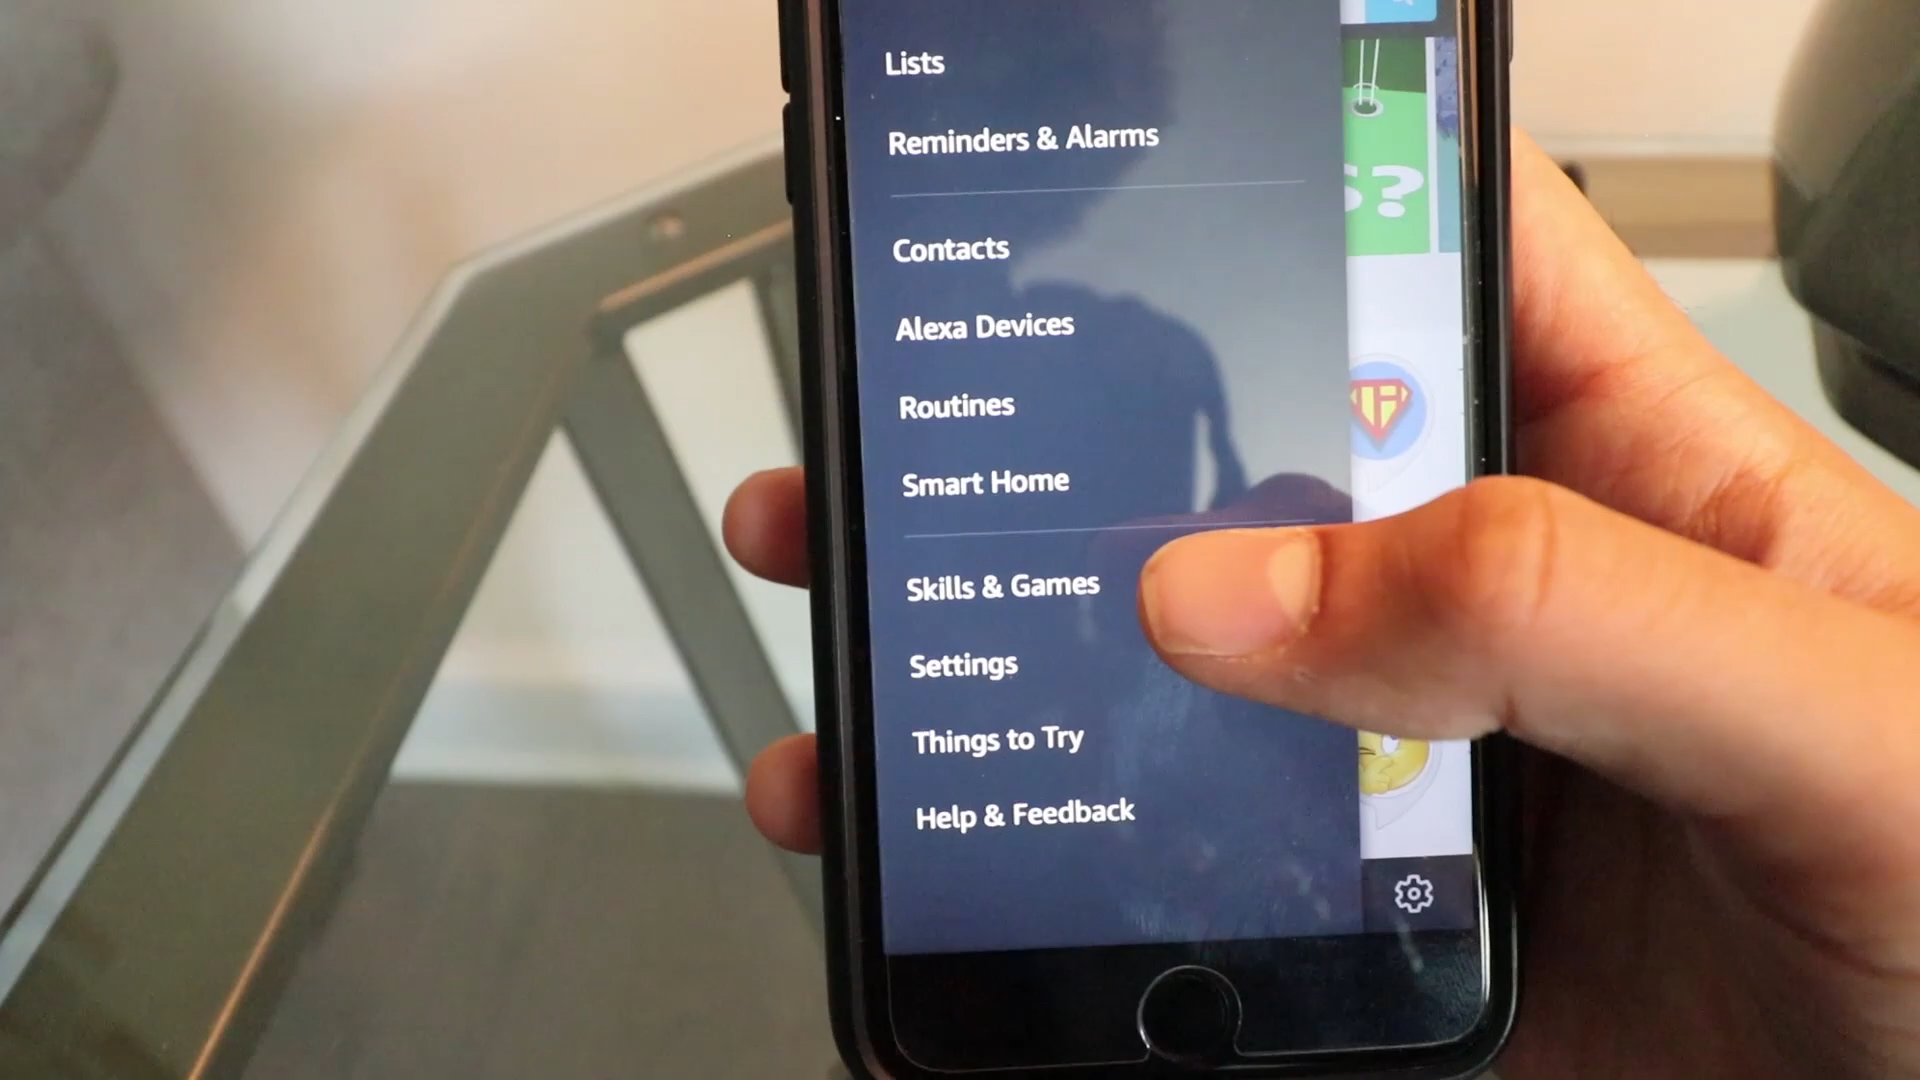 Lists
Reminders & Alarms
S?
Contacts
Alexa Devices
Routines
Smart Home
Skills & Games
Settings
Things to Try
Help & Feedback